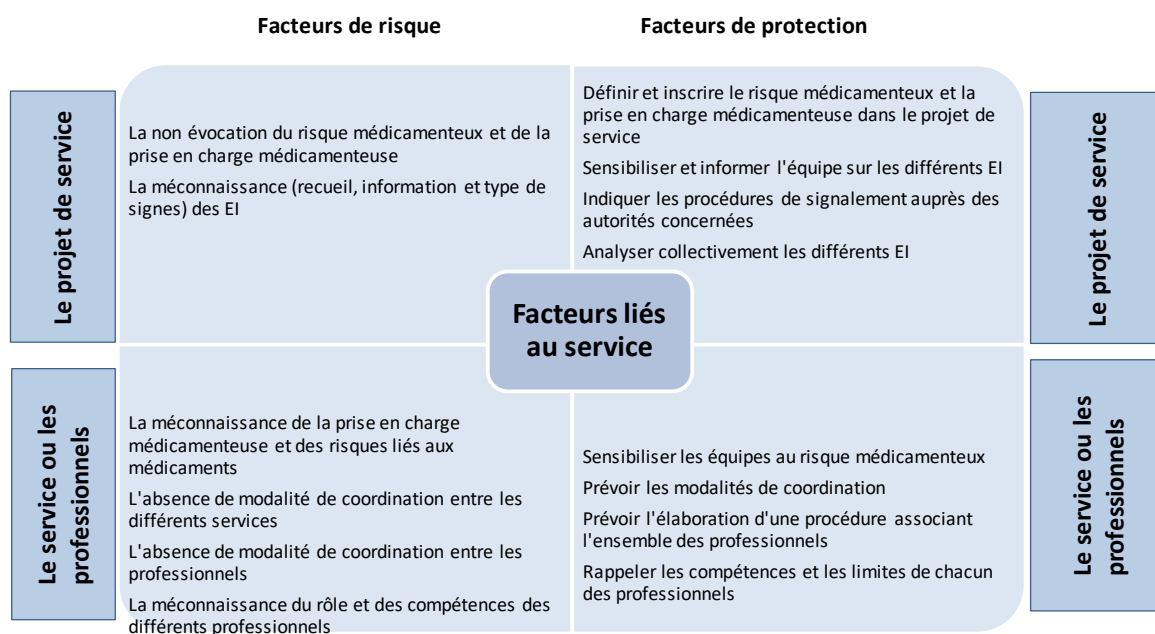 Facteurs de risque
Facteurs de protection
Le projet de service
La non évocation du risque médicamenteux et de la
prise en charge médicamenteuse
La méconnaissance (recueil, information et type de
signes) des EI
Définir et inscrire le risque médicamenteux et la
prise en charge médicamenteuse dans le projet de
service
Sensibiliser et informer l'équipe sur les différents EI
Indiquer les procédures de signalement auprès des
autorités concernées
Analyser collectivement les différents EI
Le projet de service
Facteurs liés
au service
Le service ou les
professionnels
La méconnaissance de la prise en charge
médicamenteuse et des risques liés aux
médicaments
L'absence de modalité de coordination entre les
différents services
L'absence de modalité de coordination entre les
professionnels
La méconnaissance du rôle et des compétences des
différents professionnels
Sensibiliser les équipes au risque médicamenteux
Prévoir les modalités de coordination
Prévoir l'élaboration d'une procédure associant
l'ensemble des professionnels
Rappeler les compétences et les limites de chacun
des professionnels
Le service ou les
professionnels